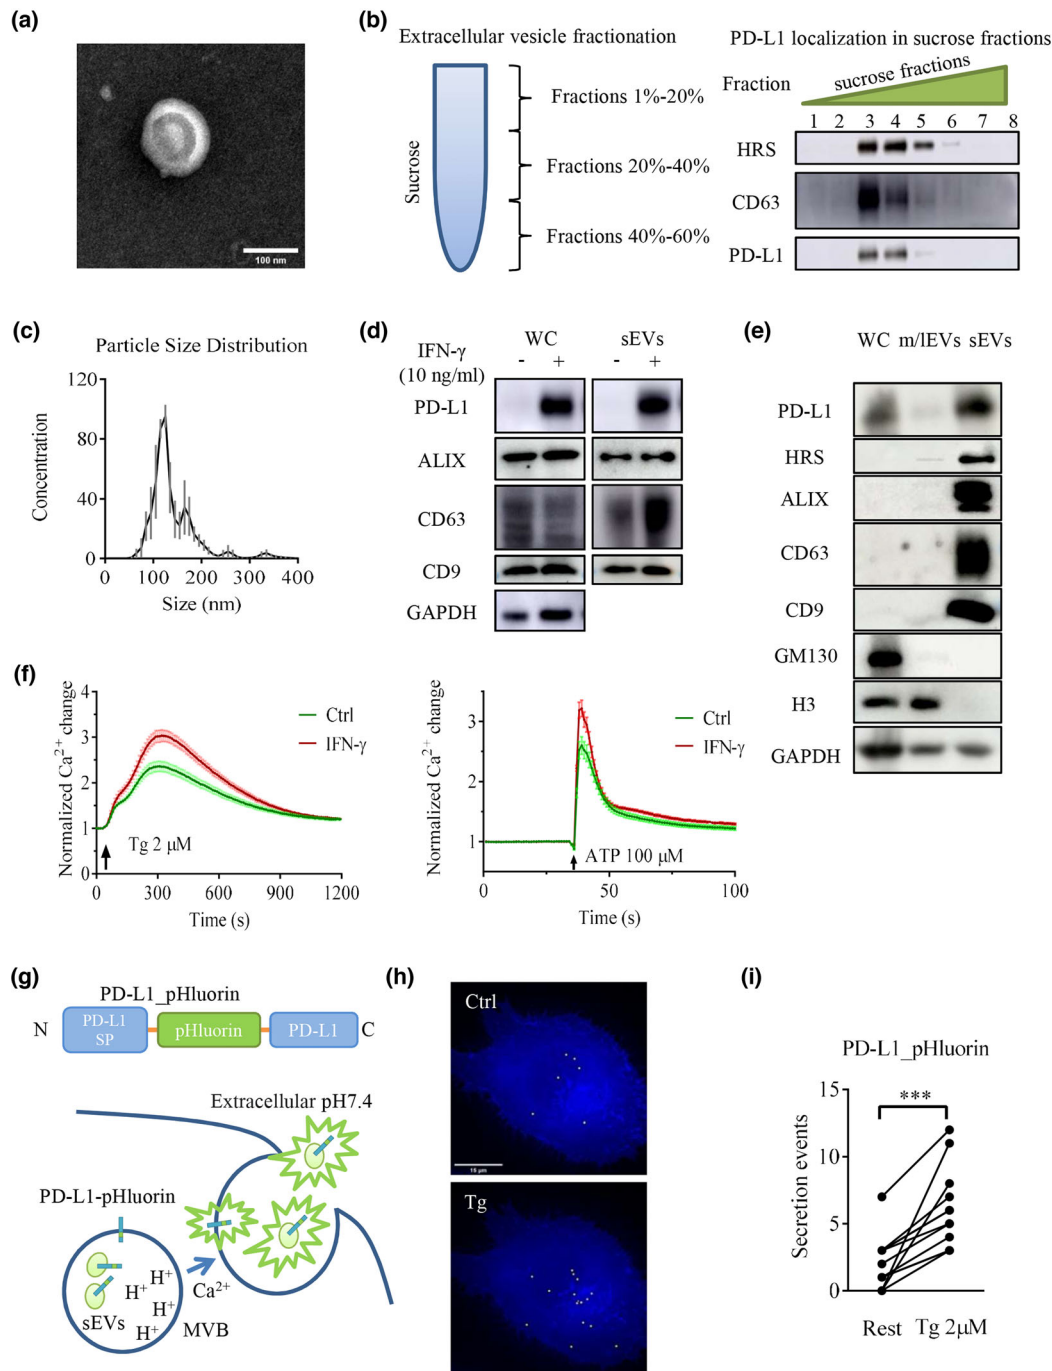 (a)
100 nm
(b)
Extracellular vesicle fractionation
Sucrose
Fractions 1%-20%
Fractions 20%-40%
Fractions 40%-60%
PD-L1 localization in sucrose fractions
Fraction
sucrose fractions
1 2 3 4 5 6 7 8
HRS
CD63
PD-L1
(c)
Particle Size Distribution
Concentration
120
80
40
0
0 100 200 300 400
Size (nm)
(d)
WC sEVs
IFN-γ - + - +
(10 ng/ml)
PD-L1
ALIX
CD63
CD9
GAPDH
(e)
WC m/lEVs sEVs
PD-L1
HRS
ALIX
CD63
CD9
GM130
H3
GAPDH
(f)
Normalized Ca²⁺ change
4
3
2
1
0
Ctrl
IFN-γ
Tg 2 μM
0 300 600 900 1200
Time (s)
Normalized Ca²⁺ change
3
2
1
Ctrl
IFN-γ
ATP 100 μM
0 50 100
Time (s)
(g)
PD-L1_pHluorin
N
PD-L1
SP
pHluorin
PD-L1
C
Extracellular pH7.4
PD-L1-pHluorin
Ca²⁺
H⁺
H⁺
H⁺
H⁺
sEVs
MVB
(h)
Ctrl
Tg
(i)
PD-L1_pHluorin
Secretion events
15
10
5
0
***
Rest Tg 2μM